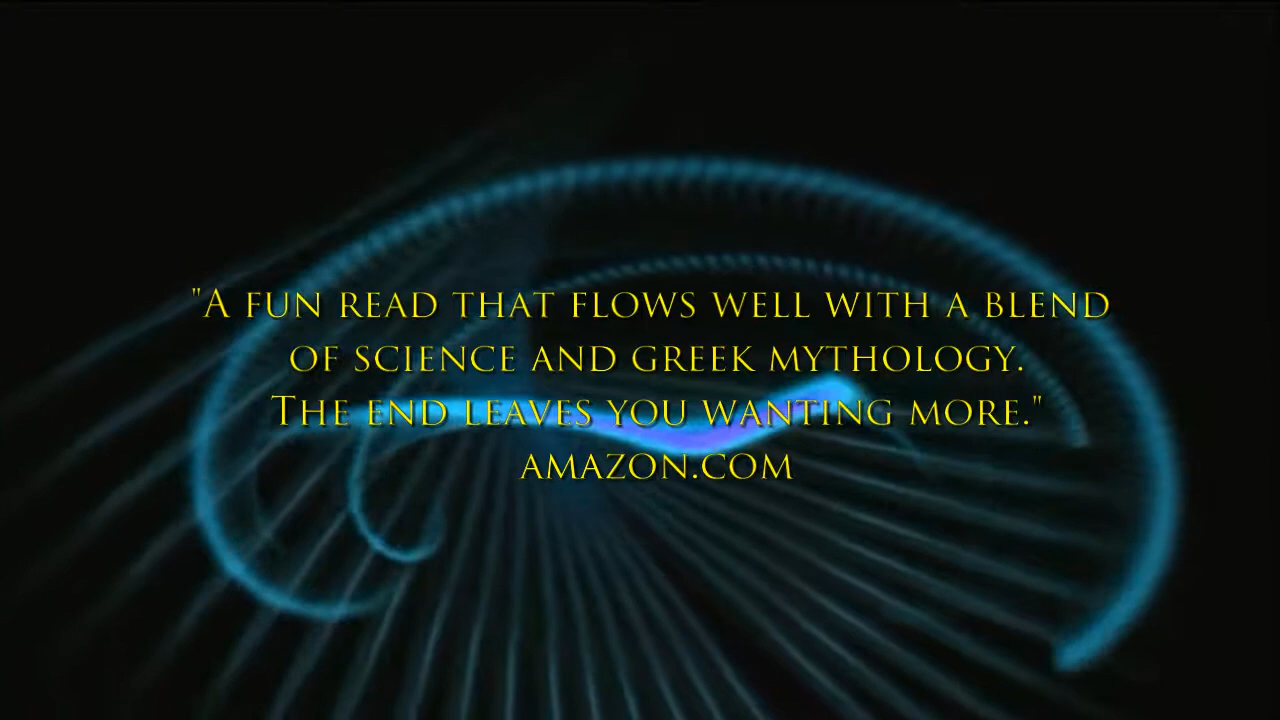 "A FUN READ THAT FLOWS WELL WITH A BLEND
OF SCIENCE AND GREEK MYTHOLOGY.
THE END LEAVES YOU WANTING MORE."
AMAZON.COM